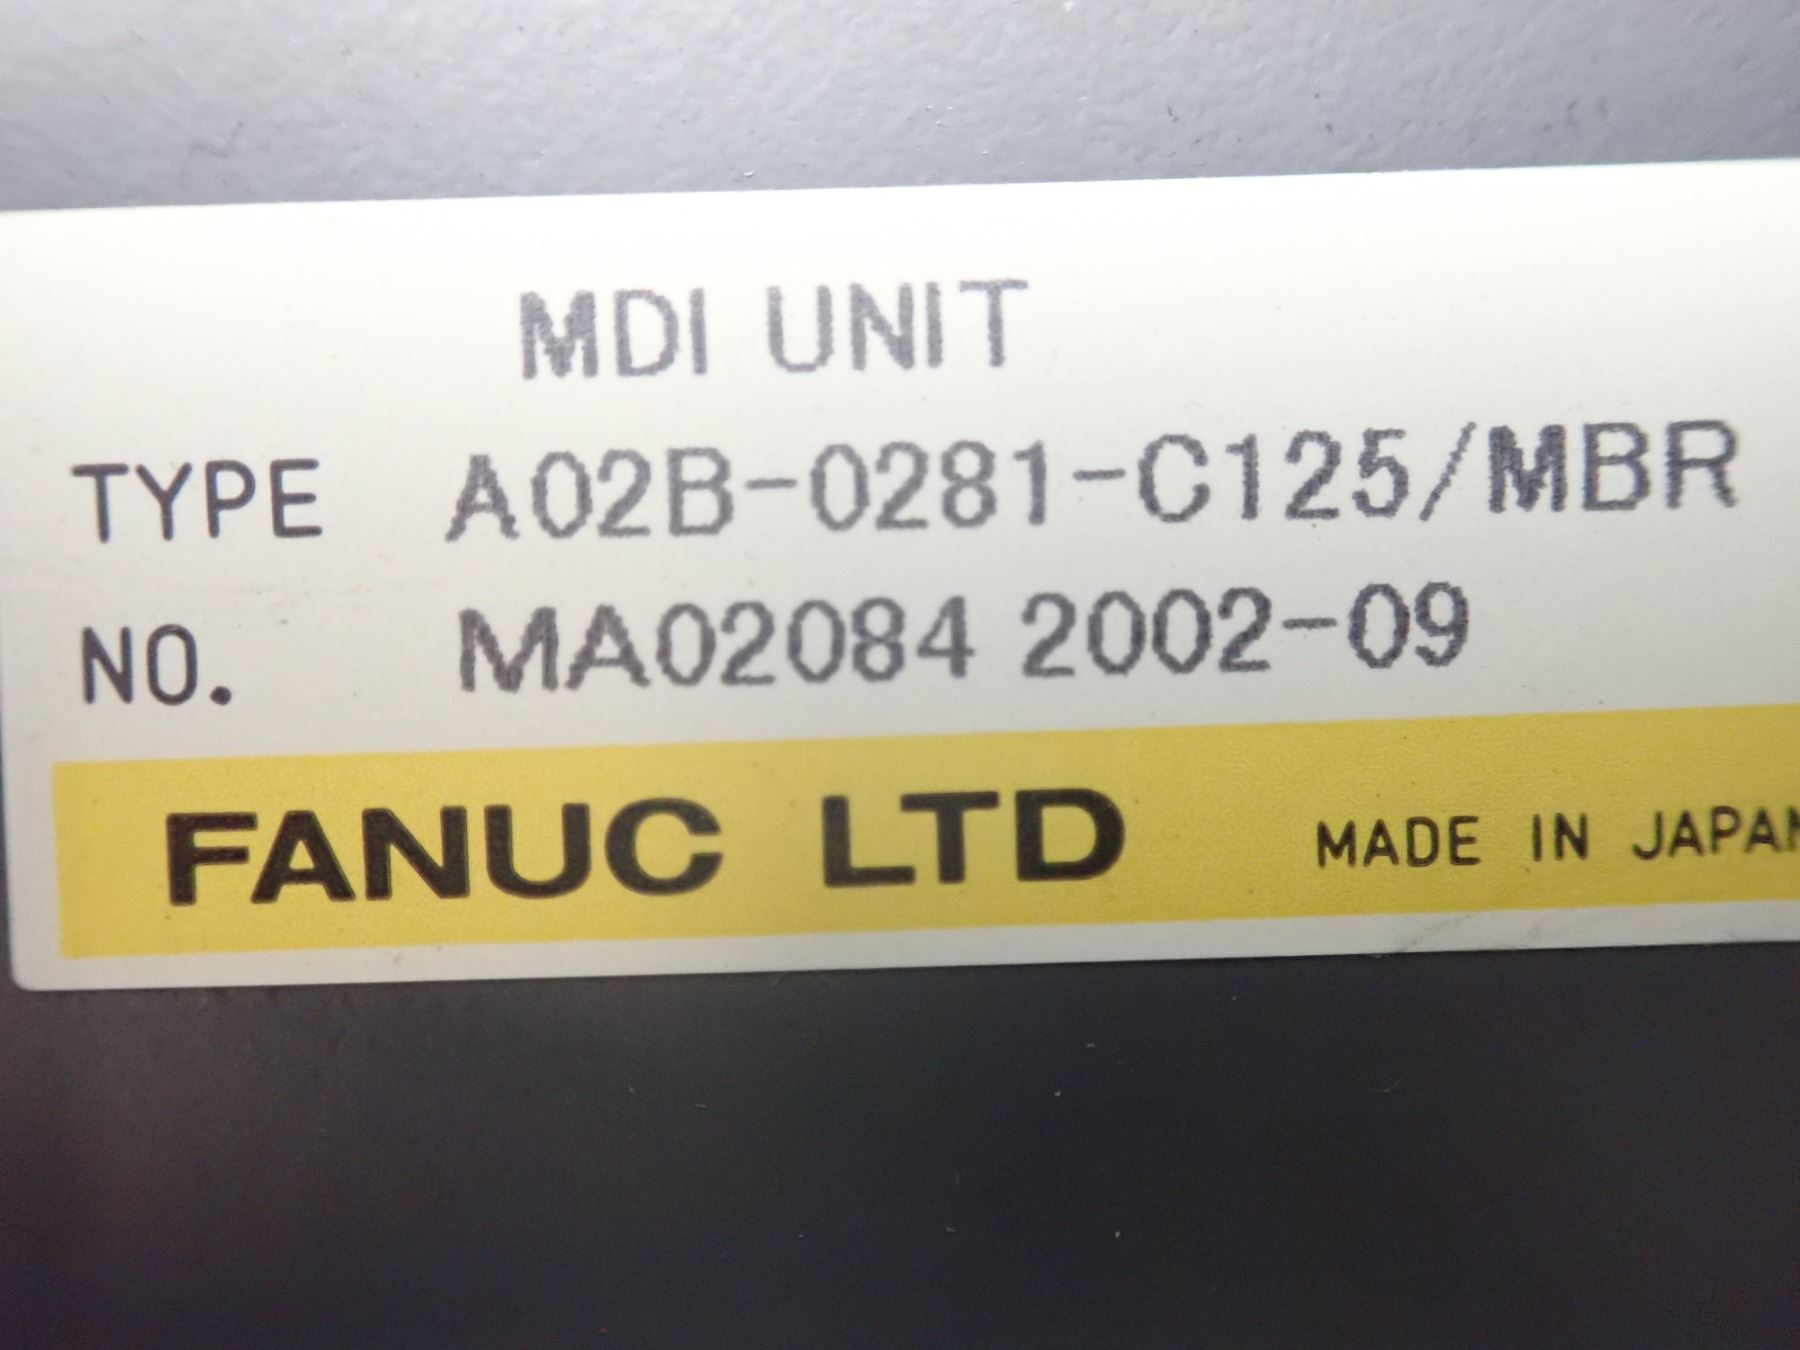 MDI UNIT
TYPE A02B-0281-C125/MBR
NO. MA02084 2002-09
FANUC LTD MADE IN JAPAN